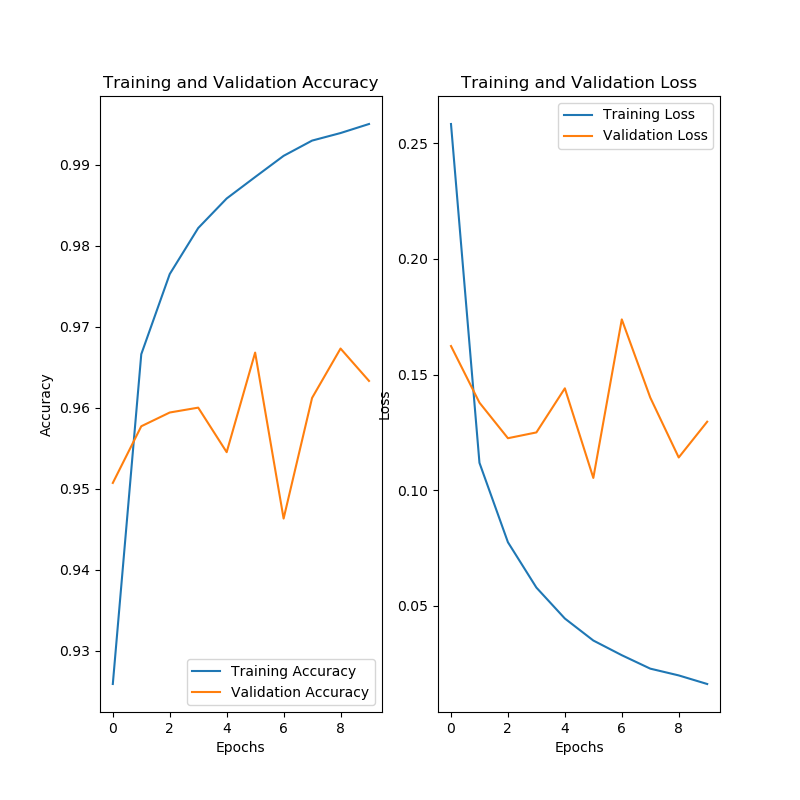 Training and Validation Accuracy
0.99
0.98
0.97
0.96
0.95
0.94
0.93
Accuracy
0 2 4 6 8
Epochs
Training Accuracy
Validation Accuracy
Training and Validation Loss
0.25
0.20
0.15
0.10
0.05
Loss
0 2 4 6 8
Epochs
Training Loss
Validation Loss